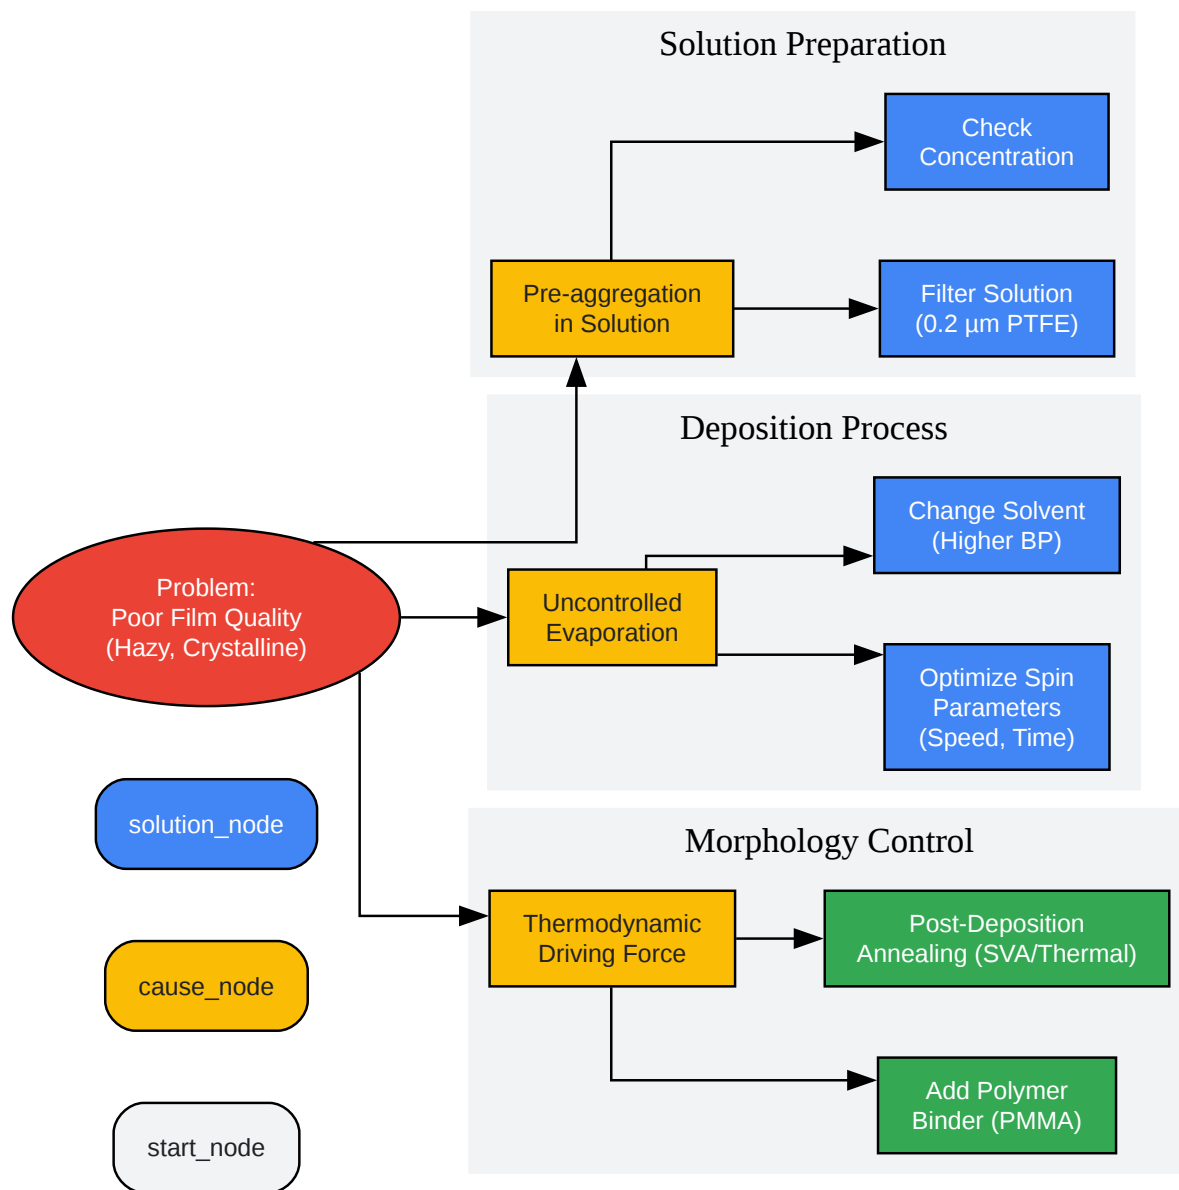 Solution Preparation
Check
Concentration
Pre-aggregation
in Solution
Filter Solution
(0.2 µm PTFE)
Deposition Process
Change Solvent
(Higher BP)
Problem:
Poor Film Quality
(Hazy, Crystalline)
Uncontrolled
Evaporation
Optimize Spin
Parameters
(Speed, Time)
solution_node
Morphology Control
Thermodynamic
Driving Force
Post-Deposition
Annealing (SVA/Thermal)
cause_node
Add Polymer
Binder (PMMA)
start_node